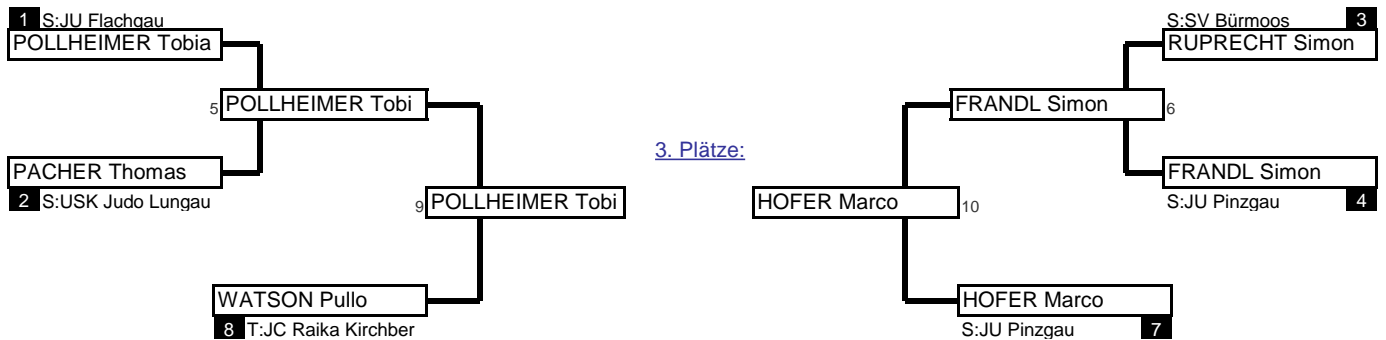 1 S:JU Flachgau
S:SV Bürmoos 3
POLLHEIMER Tobia
RUPRECHT Simon
5 POLLHEIMER Tobi
FRANDL Simon 6
3. Plätze:
PACHER Thomas
FRANDL Simon
2 S:USK Judo Lungau
S:JU Pinzgau 4
9 POLLHEIMER Tobi
HOFER Marco 10
WATSON Pullo
HOFER Marco
8 T:JC Raika Kirchber
S:JU Pinzgau 7